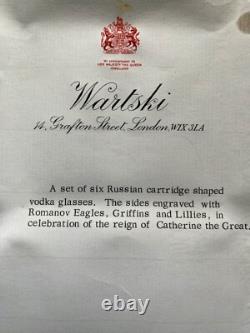 BY APPOINTMENT TO
HER MAJESTY THE QUEEN
JEWELLERS
Wartski
14, Grafton Street, London, W1X 3LA
A set of six Russian cartridge shaped
vodka glasses. The sides engraved with
Romanov Eagles, Griffins and Lillies, in
celebration of the reign of Catherine the Great.
117204.com